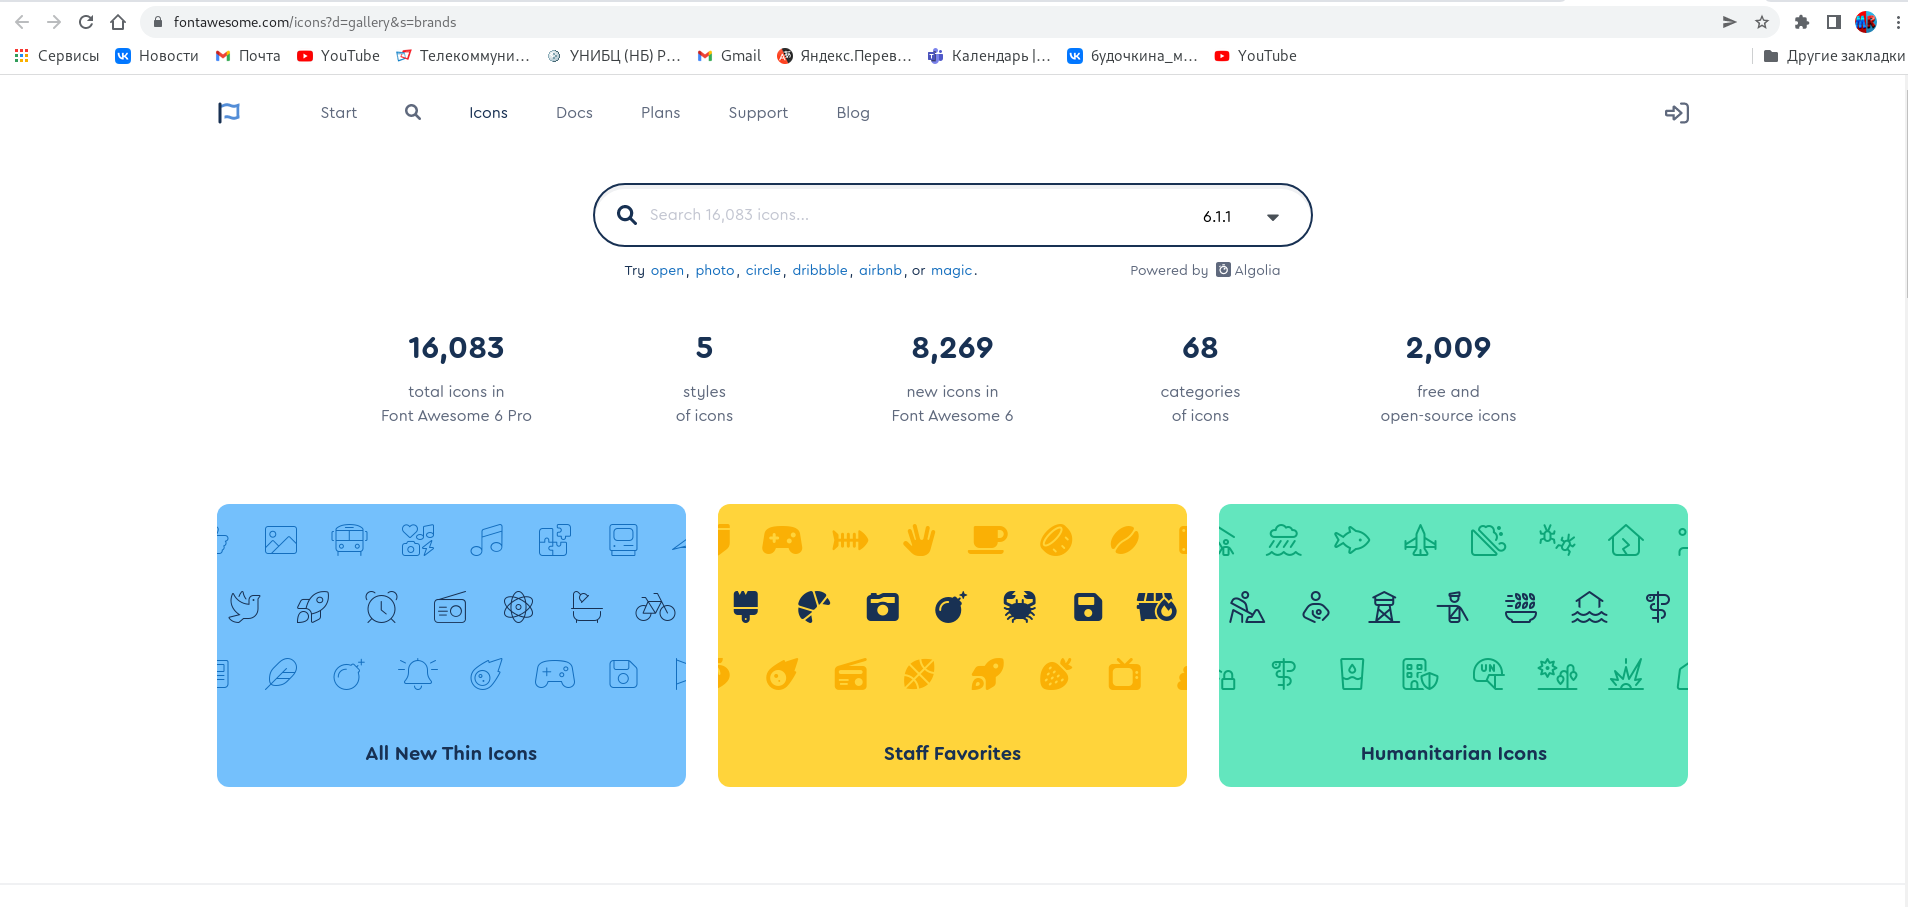 fontawesome.com/icons?d=gallery&s=brands
Сервисы Новости Почта YouTube Телекоммуни... УНИБЦ (НБ) Р... Gmail Яндекс.Перев... Календарь |... будочкина_м... YouTube Другие закладки
Start Icons Docs Plans Support Blog
Search 16,083 icons... 6.1.1
Try open, photo, circle, dribbble, airbnb, or magic. Powered by Algolia
16,083 5 8,269 68 2,009
total icons in styles new icons in categories free and
Font Awesome 6 Pro of icons Font Awesome 6 of icons open-source icons
UN
All New Thin Icons Staff Favorites Humanitarian Icons